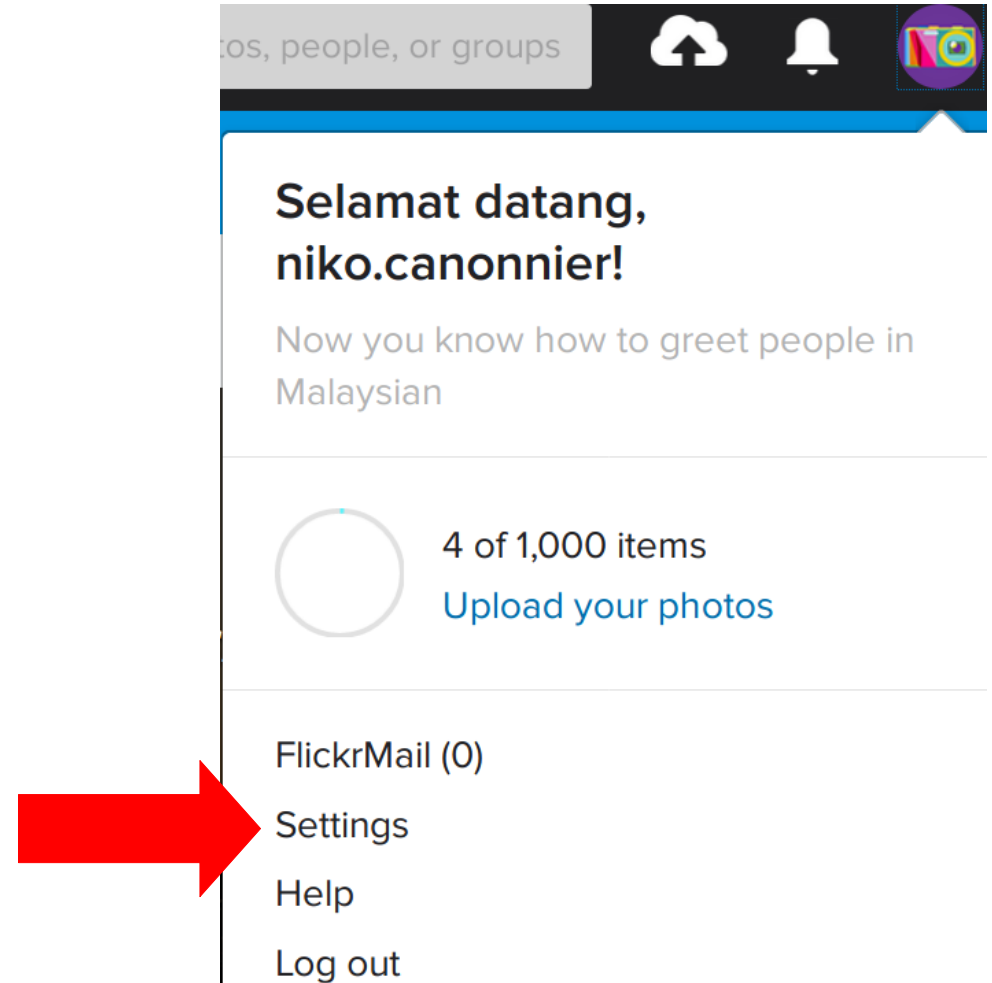 os, people, or groups
Selamat datang,
niko.canonnier!
Now you know how to greet people in
Malaysian
4 of 1,000 items
Upload your photos
FlickrMail (0)
Settings
Help
Log out